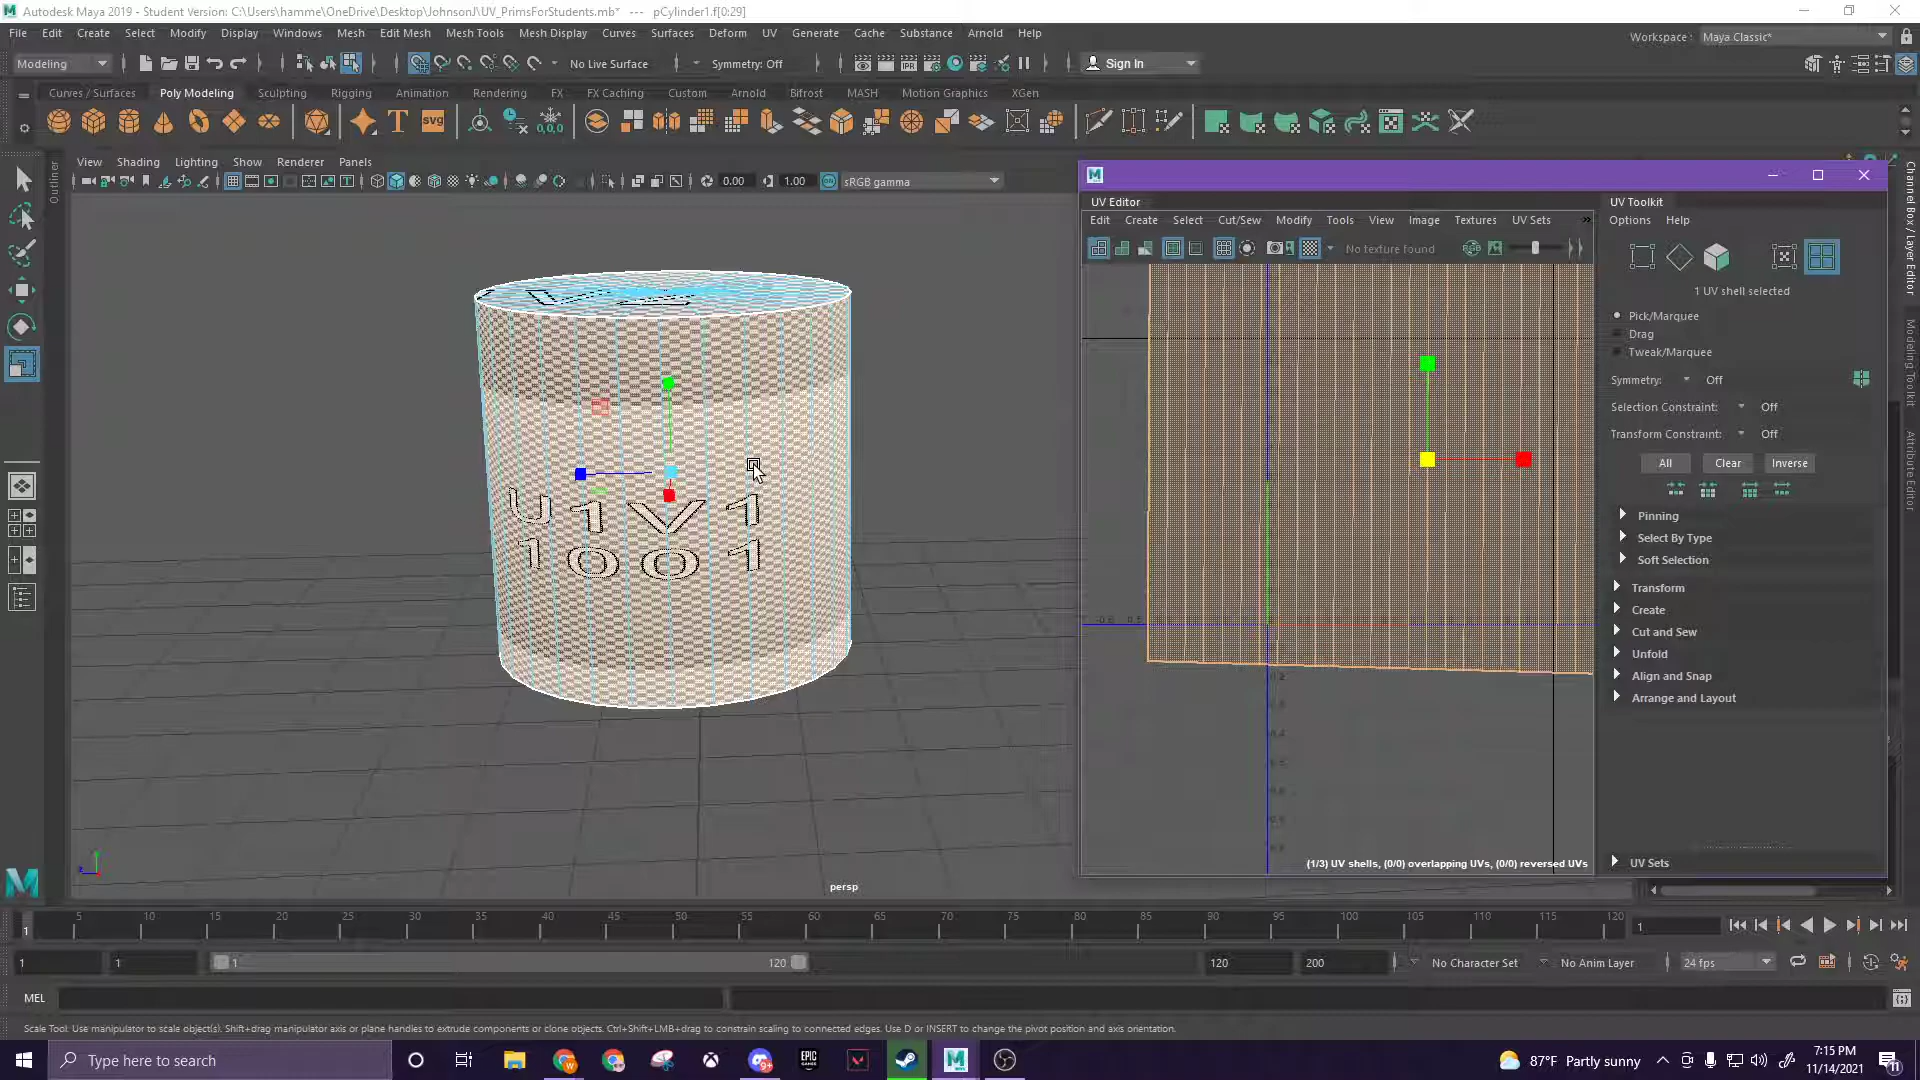 Autodesk Maya 2019 - Student Version: C:\Users\hamme\OneDrive\Desktop\JohnsonJ\UV_PrimsForStudents.mb* --- pCylinder1.f[0:29]
File Edit Create Select Modify Display Windows Mesh Edit Mesh Mesh Tools Mesh Display Curves Surfaces Deform UV Generate Cache Substance Arnold Help
Workspace : Maya Classic*
Modeling No Live Surface Symmetry: Off Sign In
Curves / Surfaces Poly Modeling Sculpting Rigging Animation Rendering FX FX Caching Custom Arnold Bifrost MASH Motion Graphics XGen
T svg 0,0,0
View Shading Lighting Show Renderer Panels
0.00 1.00 sRGB gamma
Outliner
U1V1
1001
persp
UV Editor
Edit Create Select Cut/Sew Modify Tools View Image Textures UV Sets
No texture found
(1/3) UV shells, (0/0) overlapping UVs, (0/0) reversed UVs
UV Toolkit
Options Help
1 UV shell selected
Pick/Marquee
Drag
Tweak/Marquee
Symmetry: Off
Selection Constraint: Off
Transform Constraint: Off
All Clear Inverse
Pinning
Select By Type
Soft Selection
Transform
Create
Cut and Sew
Unfold
Align and Snap
Arrange and Layout
UV Sets
Channel Box / Layer Editor
Modeling Toolkit
Attribute Editor
5 10 15 20 25 30 35 40 45 50 55 60 65 70 75 80 85 90 95 100 105 110 115 120
1 1
1 1 1 120 120 200 No Character Set No Anim Layer 24 fps
MEL
Scale Tool: Use manipulator to scale object(s). Shift+drag manipulator axis or plane handles to extrude components or clone objects. Ctrl+Shift+LMB+drag to constrain scaling to connected edges. Use D or INSERT to change the pivot position and axis orientation.
Type here to search
EPIC GAMES
87°F Partly sunny
7:15 PM
11/14/2021
11